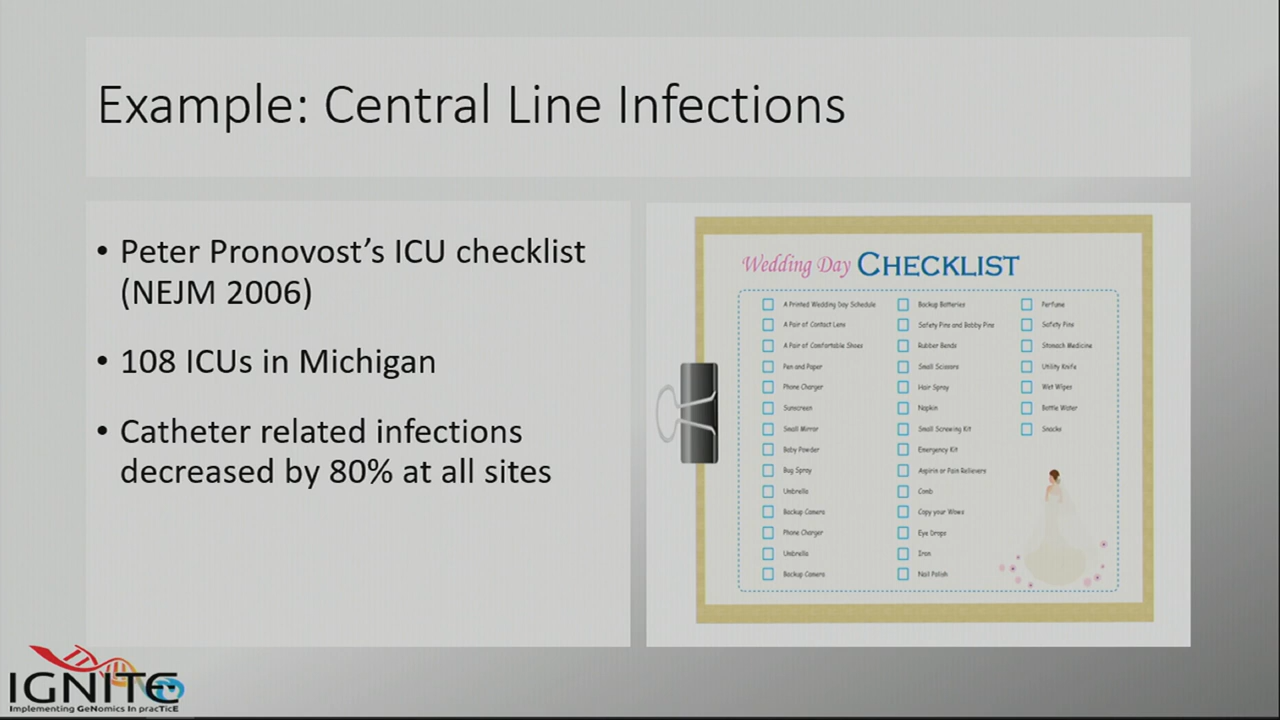 Example: Central Line Infections
• Peter Pronovost’s ICU checklist
(NEJM 2006)
• 108 ICUs in Michigan
• Catheter related infections
decreased by 80% at all sites
Wedding Day CHECKLIST
A Printed Wedding Day Schedule
A Pair of Contact Lens
A Pair of Comfortable Shoes
Pen and Paper
Phone Charger
Sunscreen
Small Mirror
Baby Powder
Bug Spray
Umbrella
Backup Camera
Phone Charger
Umbrella
Backup Camera
Backup Batteries
Safety Pins and Bobby Pins
Rubber Bands
Small Scissors
Hair Spray
Napkin
Small Screwing Kit
Emergency Kit
Aspirin or Pain Relievers
Comb
Copy your Wows
Eye Drops
Iron
Nail Polish
Perfume
Safety Pins
Stomach Medicine
Utility Knife
Wet Wipes
Bottle Water
Snacks
IGNITE
Implementing GeNomics In pracTicE